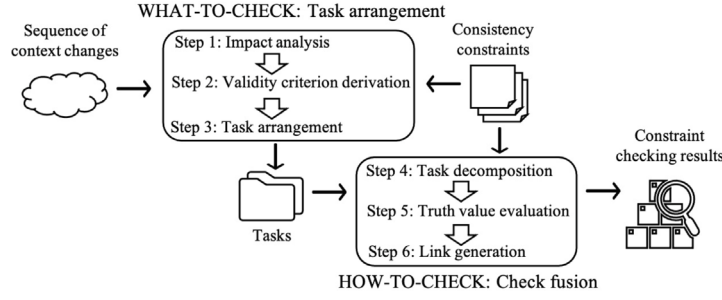 WHAT-TO-CHECK: Task arrangement
Sequence of
context changes
Step 1: Impact analysis
Step 2: Validity criterion derivation
Step 3: Task arrangement
Consistency
constraints
Tasks
Step 4: Task decomposition
Step 5: Truth value evaluation
Step 6: Link generation
Constraint
checking results
HOW-TO-CHECK: Check fusion